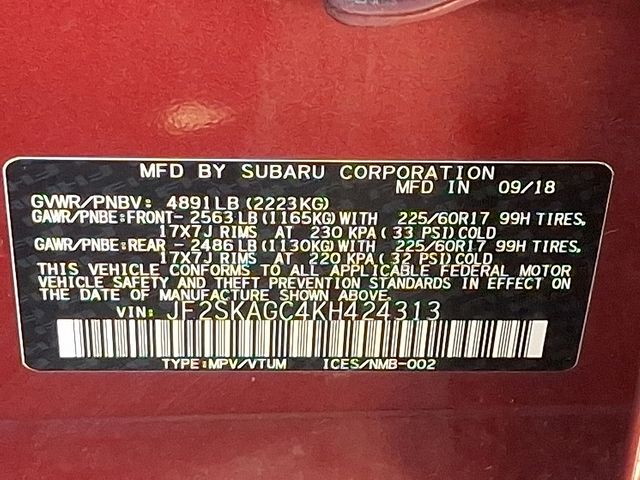 MFD BY SUBARU CORPORATION
MFD IN 09/18
GVWR/PNBV: 4891LB (2223KG)
GAWR/PNBE:FRONT- 2563LB (1165KG) WITH 225/60R17 99H TIRES,
17X7J RIMS AT 230 KPA (33 PSI) COLD
GAWR/PNBE:REAR - 2486LB (1130KG) WITH 225/60R17 99H TIRES,
17X7J RIMS AT 220 KPA (32 PSI) COLD
THIS VEHICLE CONFORMS TO ALL APPLICABLE FEDERAL MOTOR
VEHICLE SAFETY AND THEFT PREVENTION STANDARDS IN EFFECT ON
THE DATE OF MANUFACTURE SHOWN ABOVE.
VIN: JF2SKAGC4KH424313
TYPE:MPV/VTUM ICES/NMB-002